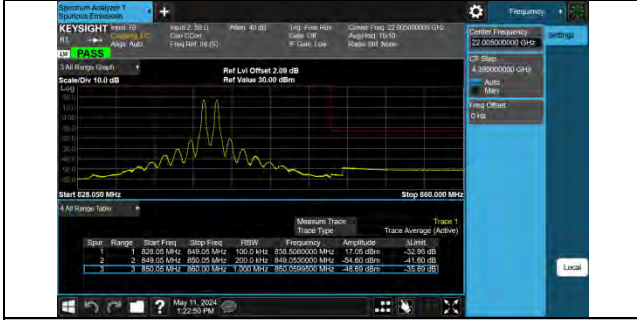 Spectrum Analyzer 1
Spurious Emissions
Frequency
KEYSIGHT Input: RF
Coupling: DC
Align: Auto
Input Z: 50 Ω
Corr CCorr
Freq Ref: Int (S)
Atten: 40 dB
Trig: Free Run
Gate: Off
IF Gain: Low
Center Freq: 22.005000000 GHz
Avg|Hold: 10/10
Radio Std: None
PASS
Center Frequency
22.005000000 GHz
Settings
CF Step
4.399000000 GHz
Auto
Man
Freq Offset
0 Hz
3 All Range Graph
Scale/Div 10.0 dB
Ref Lvl Offset 2.09 dB
Ref Value 30.00 dBm
Log
Start 828.050 MHz
Stop 860.000 MHz
4 All Range Table
Measure Trace Trace 1
Trace Type Trace Average (Active)
Spur Range Start Freq Stop Freq RBW Frequency Amplitude ΔLimit
1 1 828.05 MHz 849.05 MHz 100.0 kHz 838.5080000 MHz 17.05 dBm -32.95 dB
2 2 849.05 MHz 850.05 MHz 200.0 kHz 849.0530000 MHz -54.60 dBm -41.60 dB
3 3 850.05 MHz 860.00 MHz 1.000 MHz 850.0599500 MHz -48.69 dBm -35.69 dB
Local
May 11, 2024
1:22:50 PM